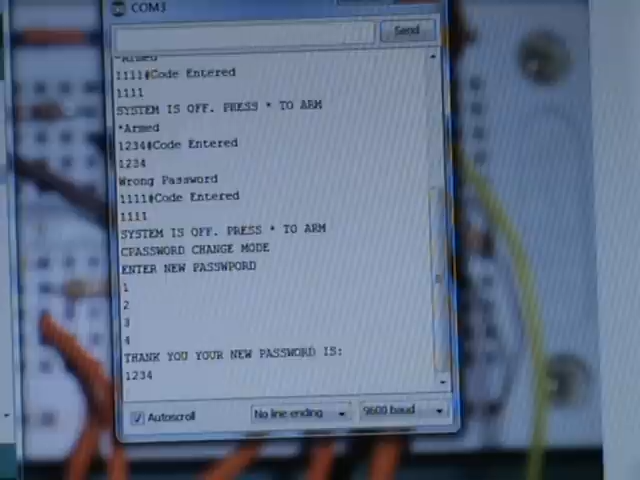 COM3
Send
*Armed
1111#Code Entered
1111
SYSTEM IS OFF. PRESS * TO ARM
*Armed
1234#Code Entered
1234
Wrong Password
1111#Code Entered
1111
SYSTEM IS OFF. PRESS * TO ARM
CPASSWORD CHANGE MODE
ENTER NEW PASSWPORD
1
2
3
4
THANK YOU YOUR NEW PASSWORD IS:
1234
Autoscroll No line ending 9600 baud